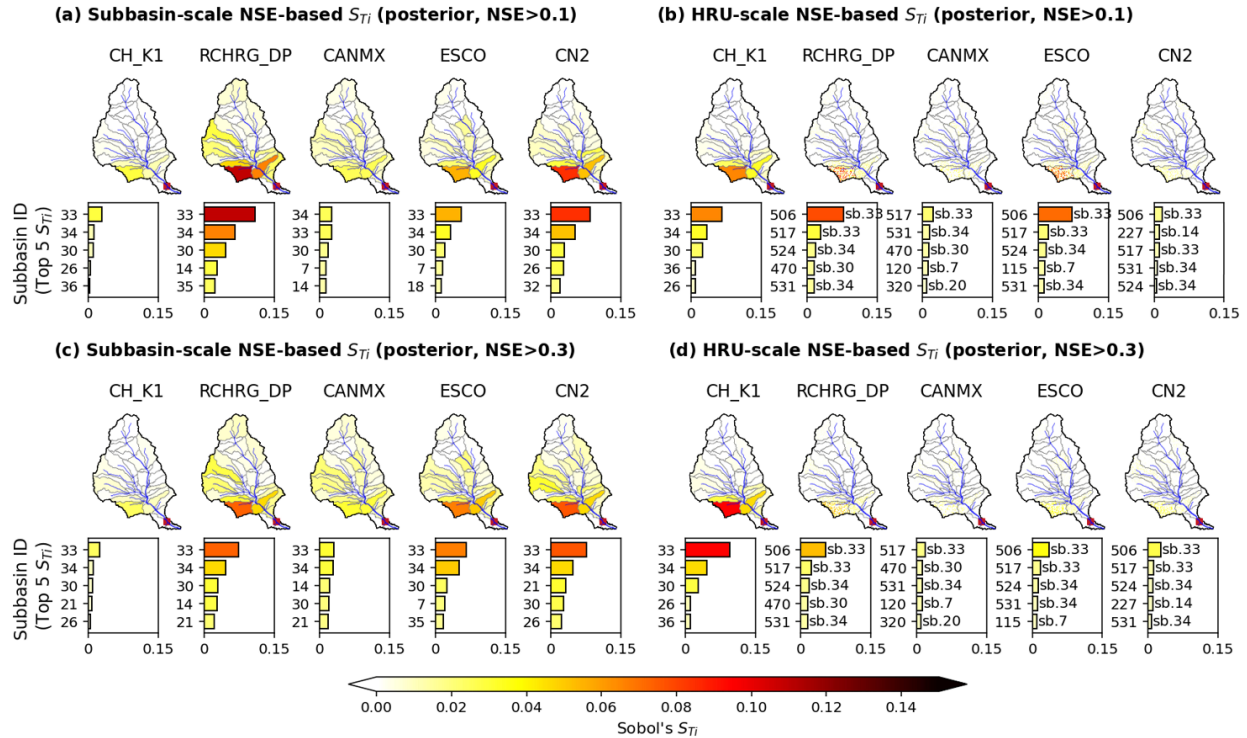 (a) Subbasin-scale NSE-based S_Ti (posterior, NSE>0.1)
CH_K1 RCHRG_DP CANMX ESCO CN2
Subbasin ID
(Top 5 S_Ti)
33 34 30 26 36
0 0.15
33 34 30 14 35
0 0.15
34 33 30 7 14
0 0.15
33 34 30 7 18
0 0.15
33 34 30 26 32
0 0.15
(b) HRU-scale NSE-based S_Ti (posterior, NSE>0.1)
CH_K1 RCHRG_DP CANMX ESCO CN2
33 34 30 36 26
0 0.15
506 sb.33
517 sb.33
524 sb.34
470 sb.30
531 sb.34
0 0.15
517 sb.33
531 sb.34
470 sb.30
120 sb.7
320 sb.20
0 0.15
506 sb.33
517 sb.33
524 sb.34
115 sb.7
531 sb.34
0 0.15
506 sb.33
227 sb.14
517 sb.33
531 sb.34
524 sb.34
0 0.15
(c) Subbasin-scale NSE-based S_Ti (posterior, NSE>0.3)
CH_K1 RCHRG_DP CANMX ESCO CN2
Subbasin ID
(Top 5 S_Ti)
33 34 30 21 26
0 0.15
33 34 30 14 21
0 0.15
33 34 14 30 21
0 0.15
33 34 30 7 35
0 0.15
33 34 21 30 26
0 0.15
(d) HRU-scale NSE-based S_Ti (posterior, NSE>0.3)
CH_K1 RCHRG_DP CANMX ESCO CN2
33 34 30 26 36
0 0.15
506 sb.33
517 sb.33
524 sb.34
470 sb.30
531 sb.34
0 0.15
517 sb.33
470 sb.30
531 sb.34
120 sb.7
320 sb.20
0 0.15
506 sb.33
517 sb.33
524 sb.34
531 sb.34
115 sb.7
0 0.15
506 sb.33
517 sb.33
524 sb.34
227 sb.14
531 sb.34
0 0.15
0.00 0.02 0.04 0.06 0.08 0.10 0.12 0.14
Sobol's S_Ti